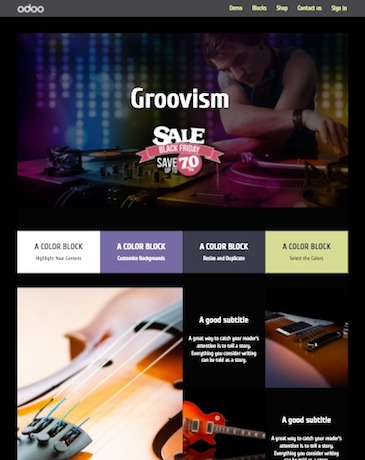 odoo
Demo Blocks Shop Contact us Sign in
Groovism
SALE
BLACK FRIDAY
SAVE UP TO 70
A COLOR BLOCK
Highlight Your Content
A COLOR BLOCK
Customize Backgrounds
A COLOR BLOCK
Resize and Duplicate
A COLOR BLOCK
Select the Colors
A good subtitle
A great way to catch your reader's
attention is to tell a story.
Everything you consider writing
can be told as a story.
A good subtitle
A great way to catch your reader's
attention is to tell a story.
Everything you consider writing
can be told as a story.